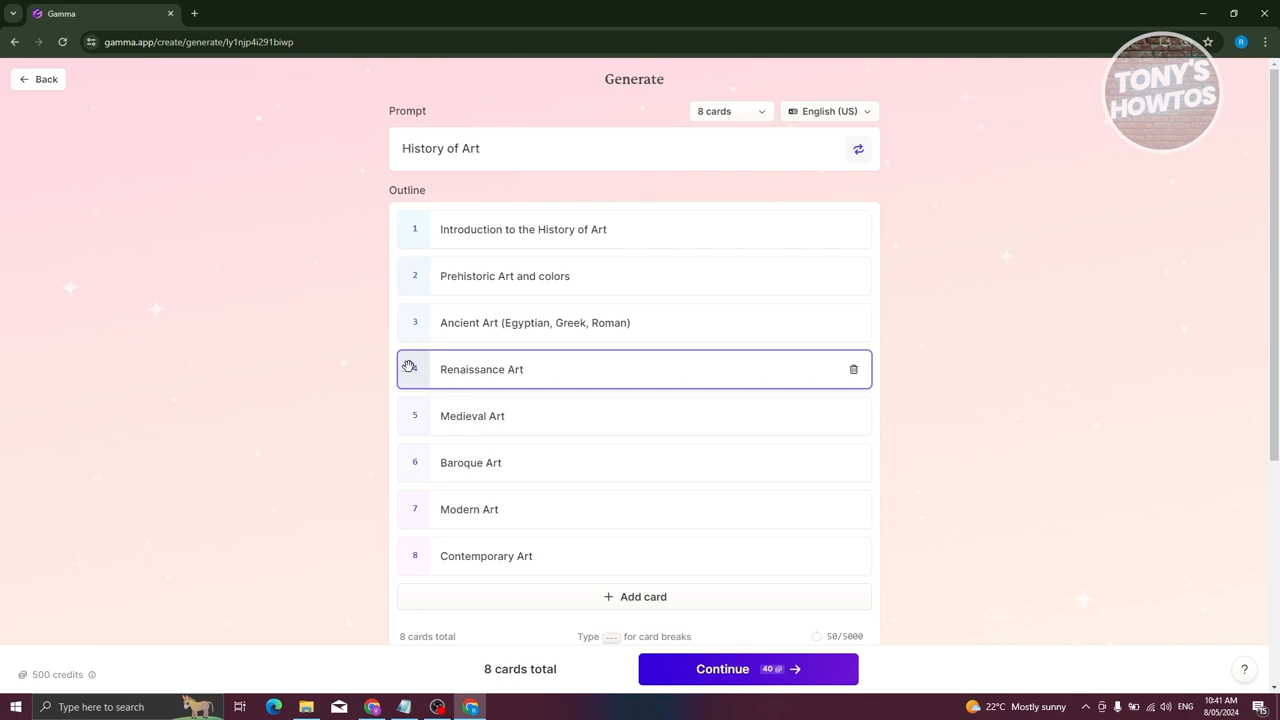 Gamma
gamma.app/create/generate/ly1njp4i291biwp
TONY'S
HOWTOS
Back
Generate
Prompt
8 cards
English (US)
History of Art
Outline
1 Introduction to the History of Art
2 Prehistoric Art and colors
3 Ancient Art (Egyptian, Greek, Roman)
4 Renaissance Art
5 Medieval Art
6 Baroque Art
7 Modern Art
8 Contemporary Art
+ Add card
8 cards total
Type --- for card breaks
50/5000
500 credits
8 cards total
Continue 40
?
Type here to search
22°C Mostly sunny
ENG
10:41 AM
8/05/2024
15
R